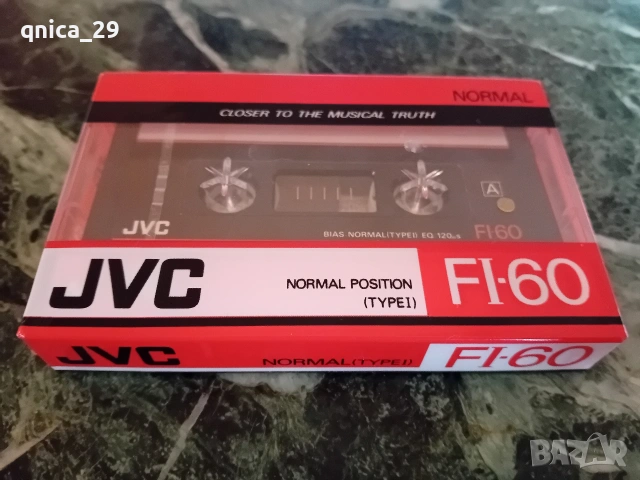 qnica_29
NORMAL
CLOSER TO THE MUSICAL TRUTH
A
JVC
BIAS NORMAL(TYPEI) EQ.120µs
FI-60
JVC
NORMAL POSITION
(TYPEI)
FI-60
JVC
NORMAL(TYPEI)
FI-60
BAZAR